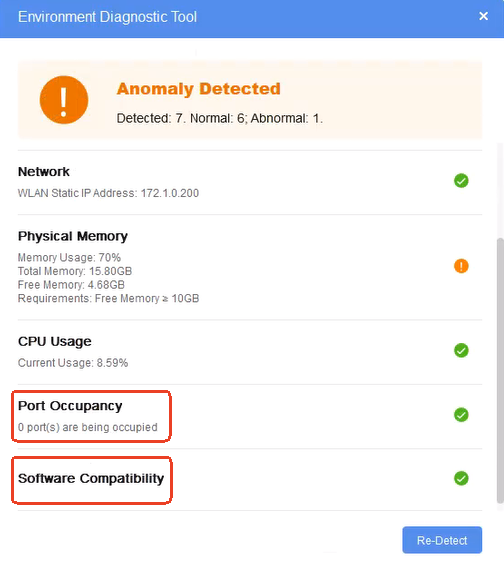 Environment Diagnostic Tool
Anomaly Detected
Detected: 7. Normal: 6; Abnormal: 1.
Network
WLAN Static IP Address: 172.1.0.200
Physical Memory
Memory Usage: 70%
Total Memory: 15.80GB
Free Memory: 4.68GB
Requirements: Free Memory ≥ 10GB
CPU Usage
Current Usage: 8.59%
Port Occupancy
0 port(s) are being occupied
Software Compatibility
Re-Detect